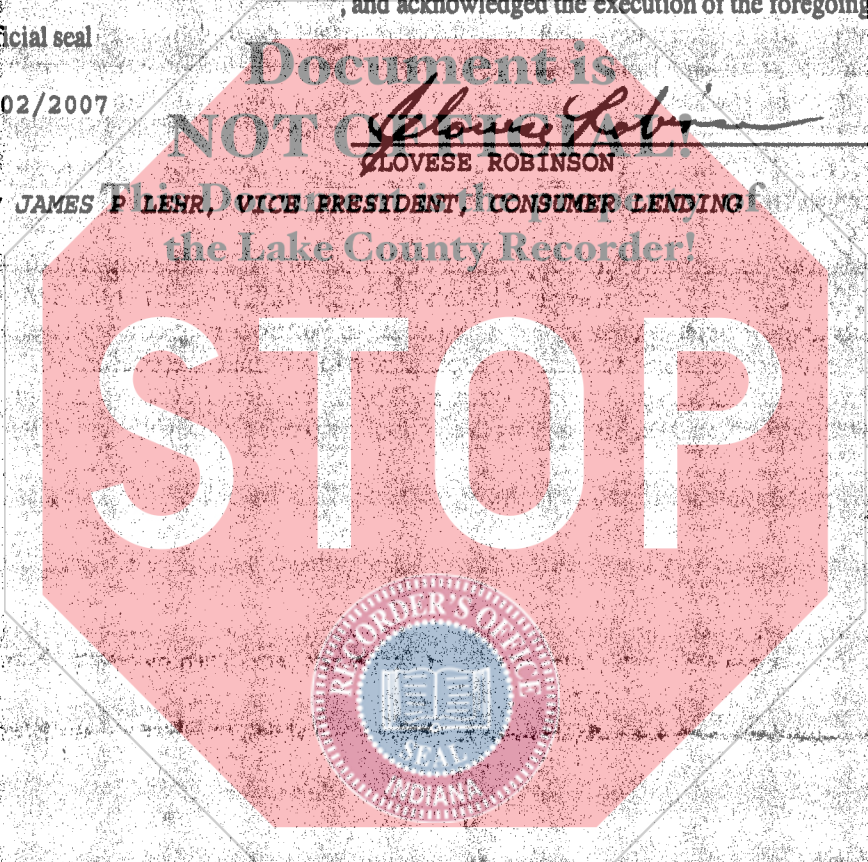 , and acknowledged the execution of the foregoing
ficial seal
Document is
02/2007
NOT OFFICIAL!
CLOVESE ROBINSON
This Document is the property of
JAMES P LEHR, VICE PRESIDENT, CONSUMER LENDING
the Lake County Recorder!
STOP
RECORDER'S OFFICE
SEAL
INDIANA